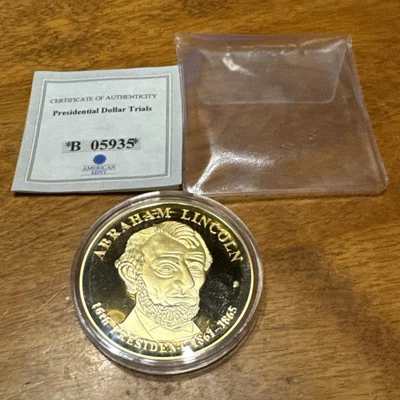 CERTIFICATE OF AUTHENTICITY
Presidential Dollar Trials
*B 05935*
AMERICAN
MINT
ABRAHAM LINCOLN
16th PRESIDENT 1861-1865